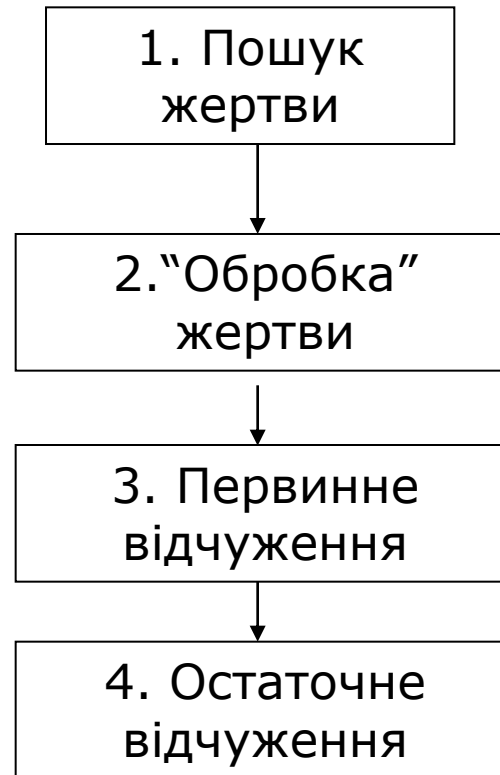 1. Пошук
жертви
2.“Обробка”
жертви
3. Первинне
відчуження
4. Остаточне
відчуження